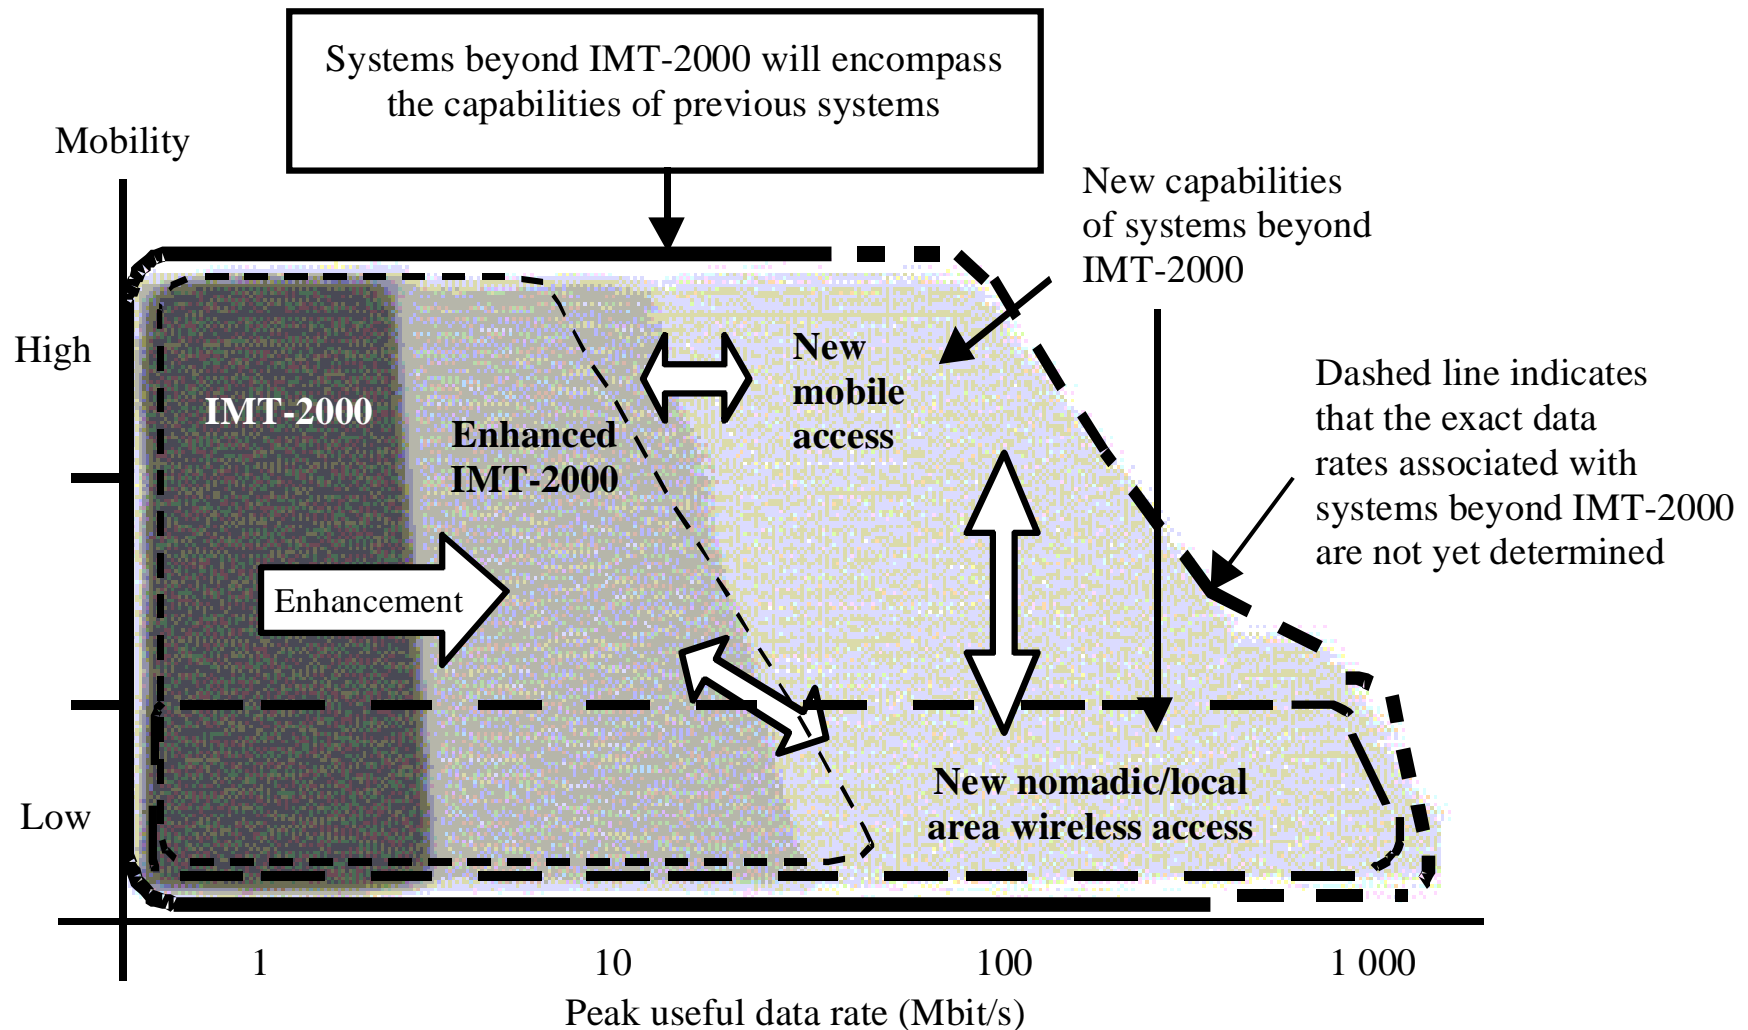 Systems beyond IMT-2000 will encompass
the capabilities of previous systems
Mobility
New capabilities
of systems beyond
IMT-2000
High
New
mobile
access
Dashed line indicates
that the exact data
rates associated with
systems beyond IMT-2000
are not yet determined
IMT-2000
Enhanced
IMT-2000
Enhancement
New nomadic/local
area wireless access
Low
1 10 100 1 000
Peak useful data rate (Mbit/s)